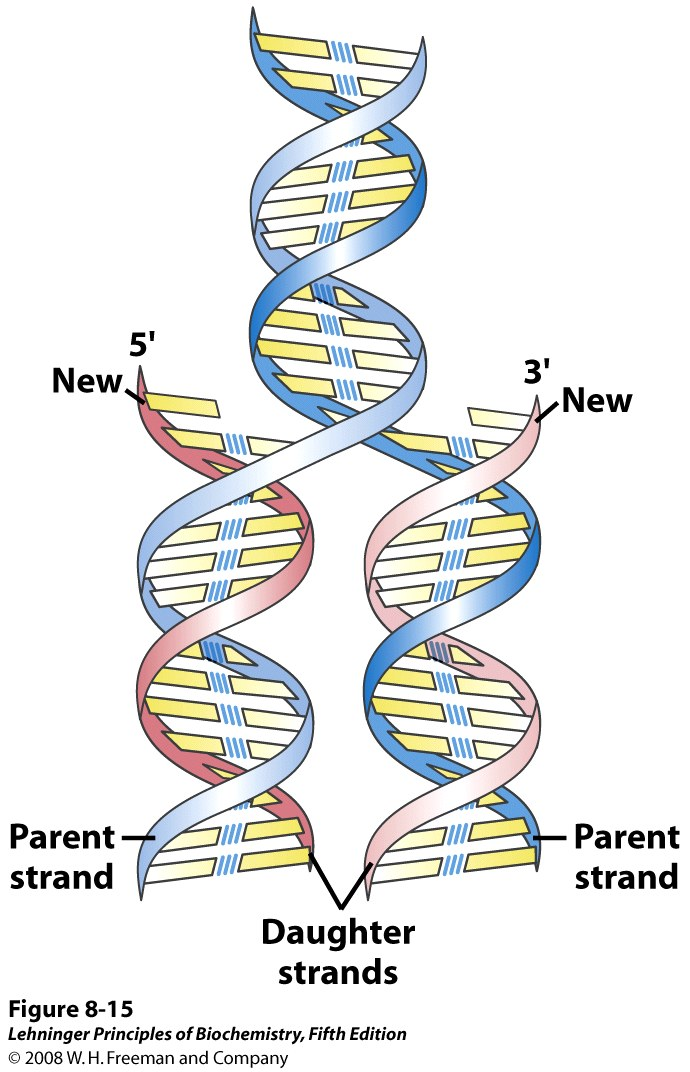 5'
New
3'
New
Parent
strand
Parent
strand
Daughter
strands
Figure 8-15
Lehninger Principles of Biochemistry, Fifth Edition
© 2008 W. H. Freeman and Company